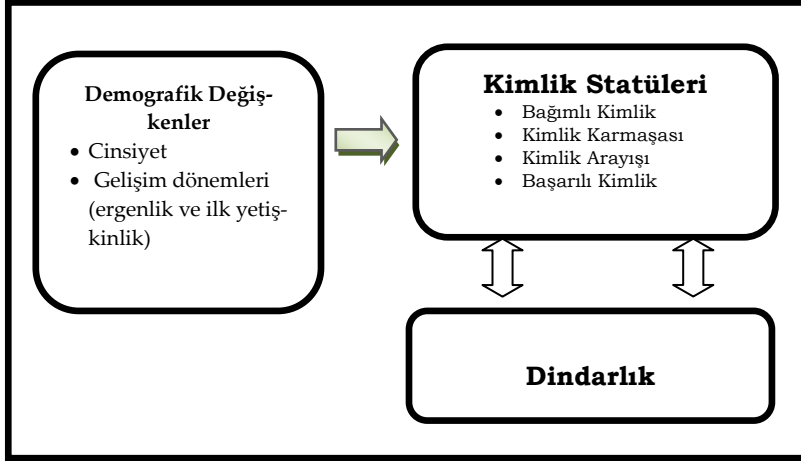 Demografik Değiş-
kenler
• Cinsiyet
• Gelişim dönemleri
(ergenlik ve ilk yetiş-
kinlik)
Kimlik Statüleri
• Bağımlı Kimlik
• Kimlik Karmaşası
• Kimlik Arayışı
• Başarılı Kimlik
Dindarlık